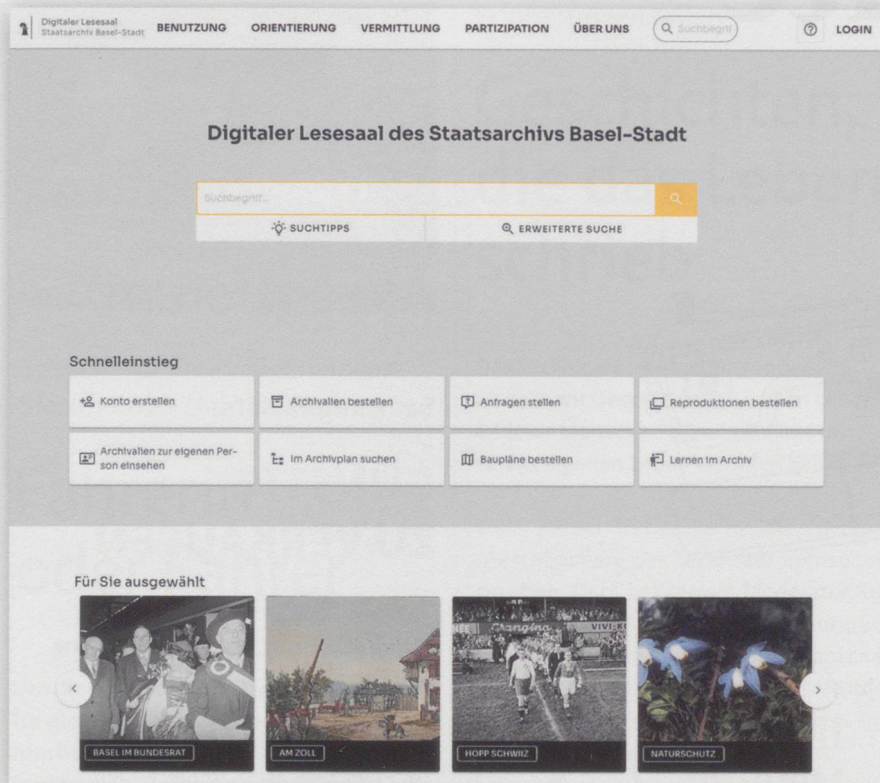 Digitaler Lesesaal
Staatsarchiv Basel-Stadt
BENUTZUNG
ORIENTIERUNG
VERMITTLUNG
PARTIZIPATION
ÜBER UNS
Suchbegriff
LOGIN
Digitaler Lesesaal des Staatsarchivs Basel-Stadt
Suchbegriff...
SUCHTIPPS
ERWEITERTE SUCHE
Schnelleinstieg
Konto erstellen
Archivalien bestellen
Anfragen stellen
Reproduktionen bestellen
Archivalien zur eigenen Per-
son einsehen
Im Archivplan suchen
Baupläne bestellen
Lernen im Archiv
Für Sie ausgewählt
VIVI-K
BASEL IM BUNDESRAT
AM ZOLL
HOPP SCHWIIZ
NATURSCHUTZ